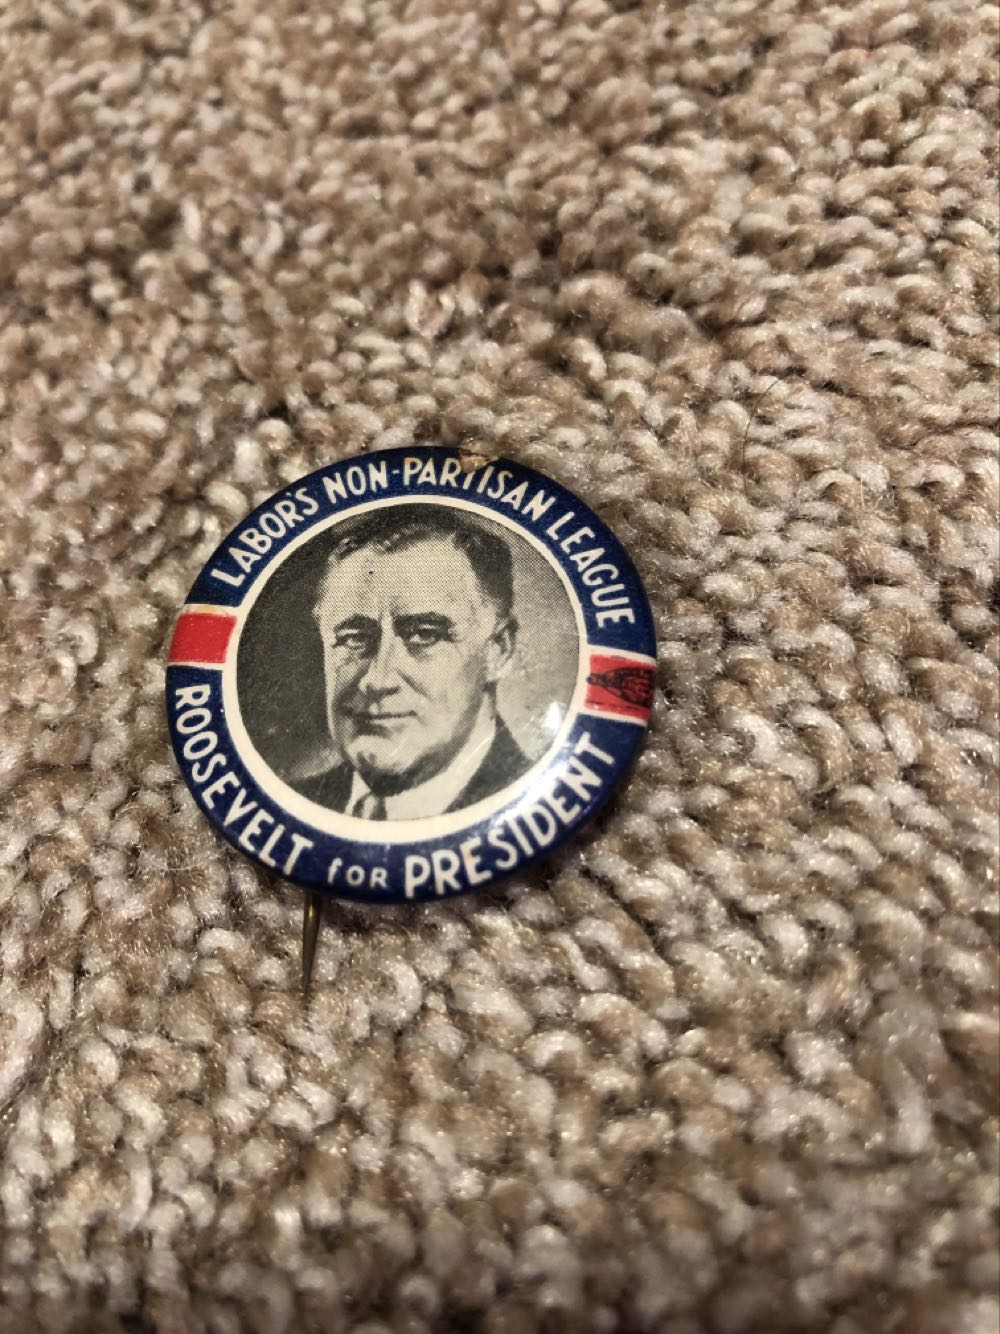 LABOR'S NON-PARTISAN LEAGUE
ROOSEVELT for PRESIDENT